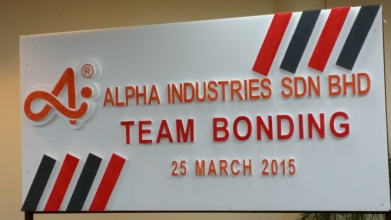 ®
ALPHA INDUSTRIES SDN BHD
TEAM BONDING
25 MARCH 2015